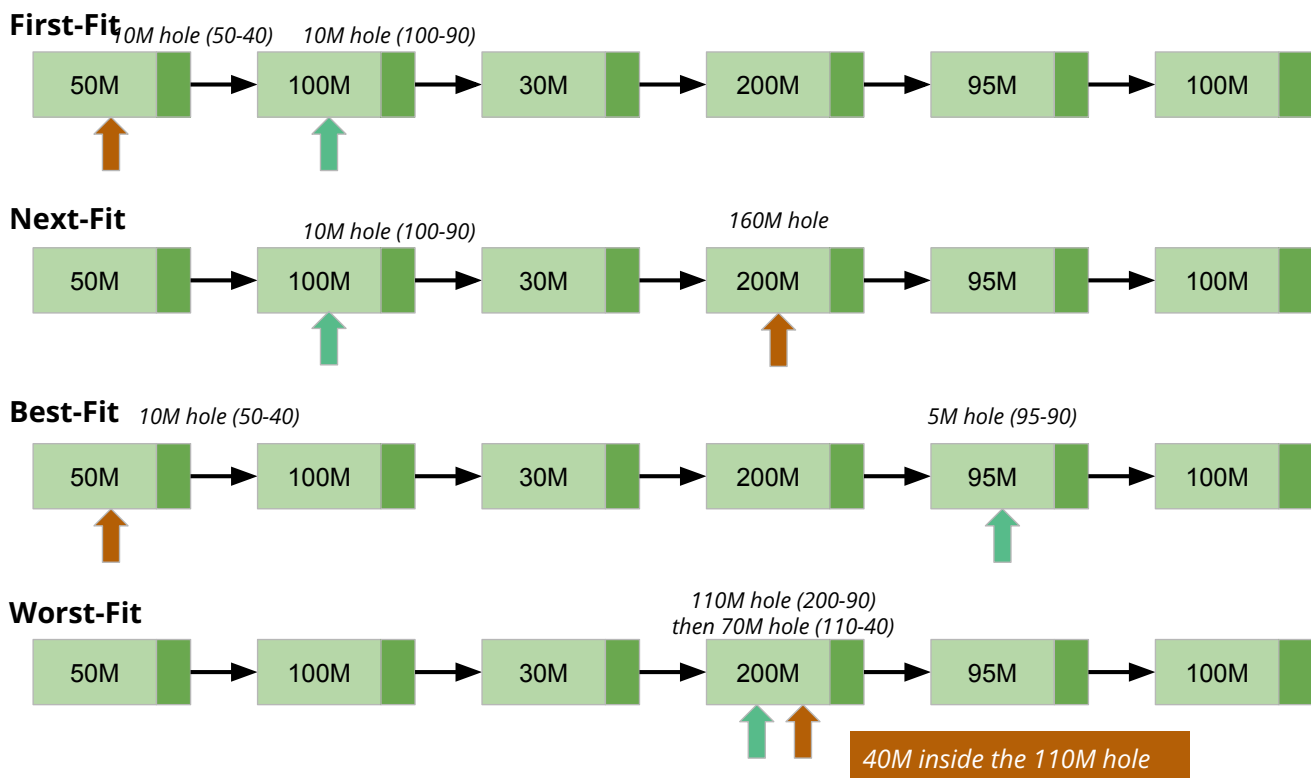 First-Fit
10M hole (50-40)
10M hole (100-90)
50M
100M
30M
200M
95M
100M
Next-Fit
10M hole (100-90)
160M hole
50M
100M
30M
200M
95M
100M
Best-Fit
10M hole (50-40)
5M hole (95-90)
50M
100M
30M
200M
95M
100M
Worst-Fit
110M hole (200-90)
then 70M hole (110-40)
50M
100M
30M
200M
95M
100M
40M inside the 110M hole